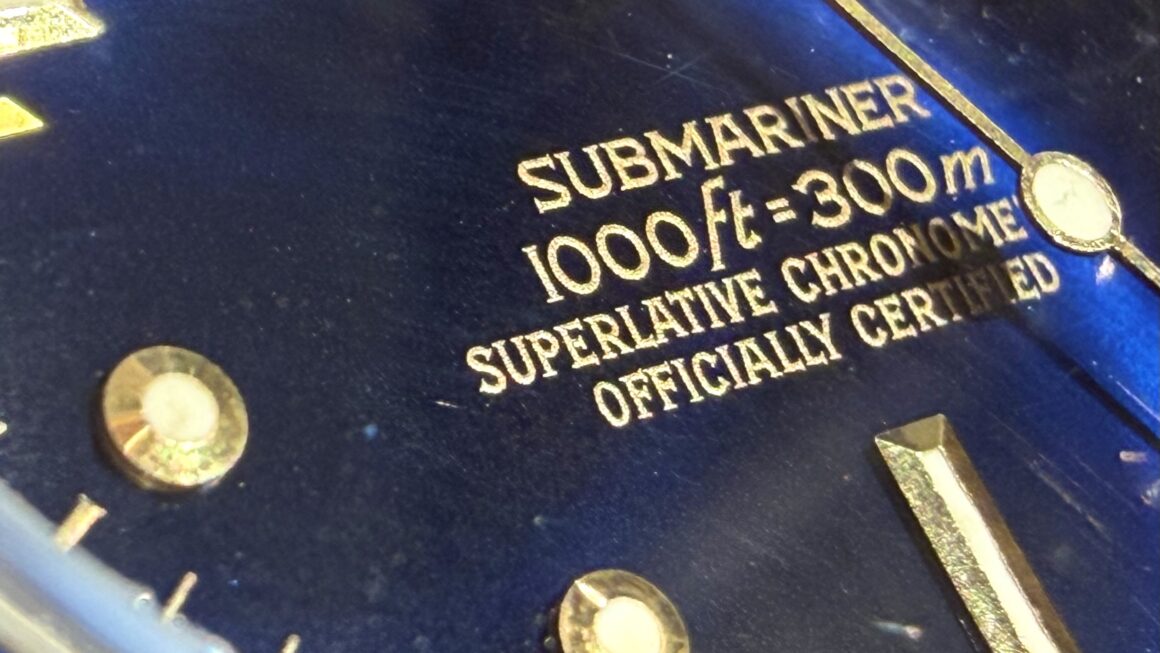 SUBMARINER
1000ft=300m
SUPERLATIVE CHRONOME
OFFICIALLY CERTIFIED